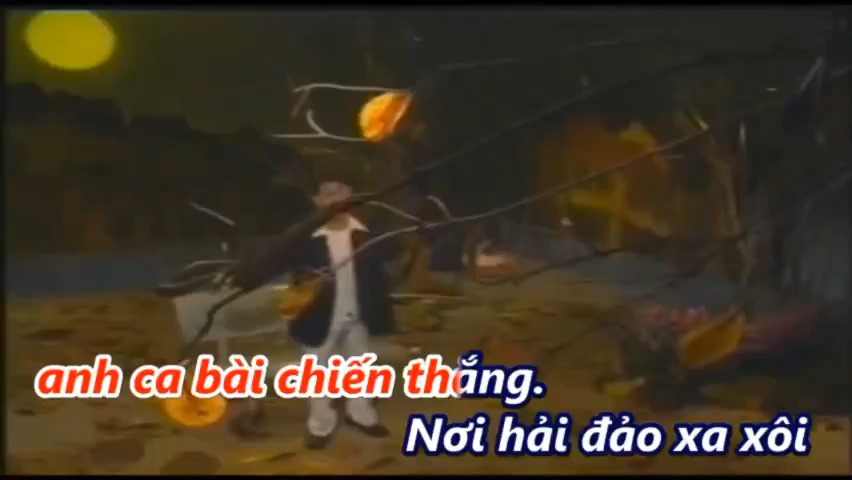 anh ca bài chiến thắng.
Nơi hải đảo xa xôi